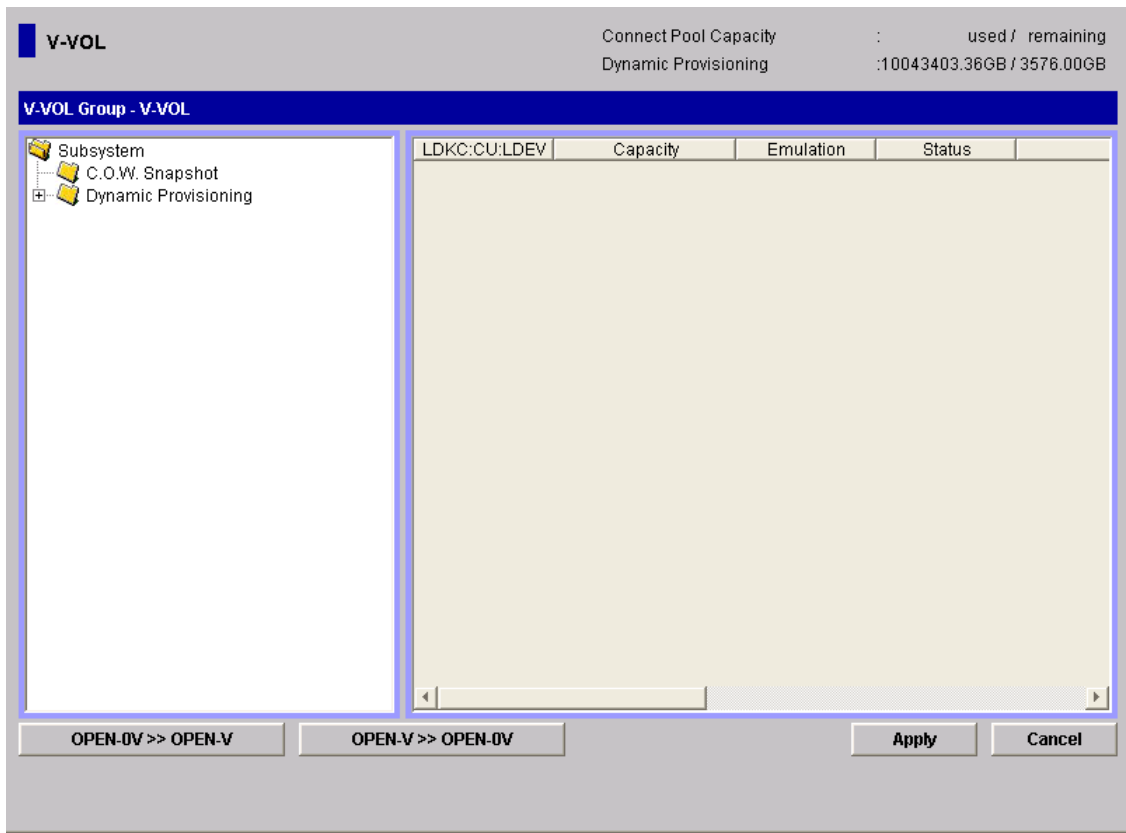 V-VOL
Connect Pool Capacity : used / remaining
Dynamic Provisioning :10043403.36GB / 3576.00GB
V-VOL Group - V-VOL
Subsystem
C.O.W. Snapshot
Dynamic Provisioning
LDKC:CU:LDEV Capacity Emulation Status
OPEN-0V >> OPEN-V OPEN-V >> OPEN-0V Apply Cancel